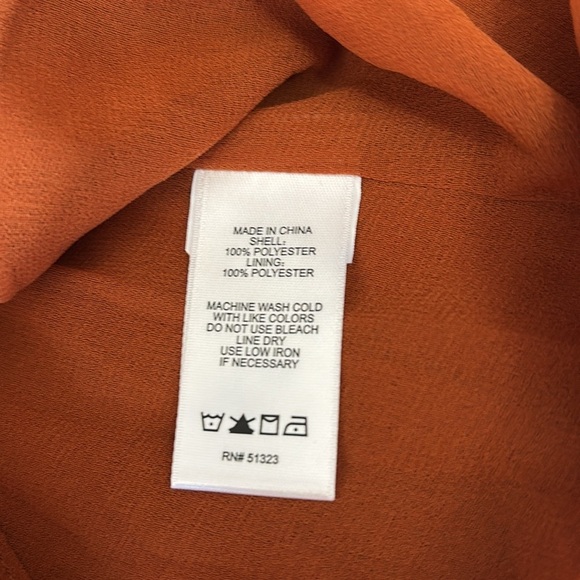 MADE IN CHINA
SHELL:
100% POLYESTER
LINING:
100% POLYESTER
MACHINE WASH COLD
WITH LIKE COLORS
DO NOT USE BLEACH
LINE DRY
USE LOW IRON
IF NECESSARY
RN# 51323